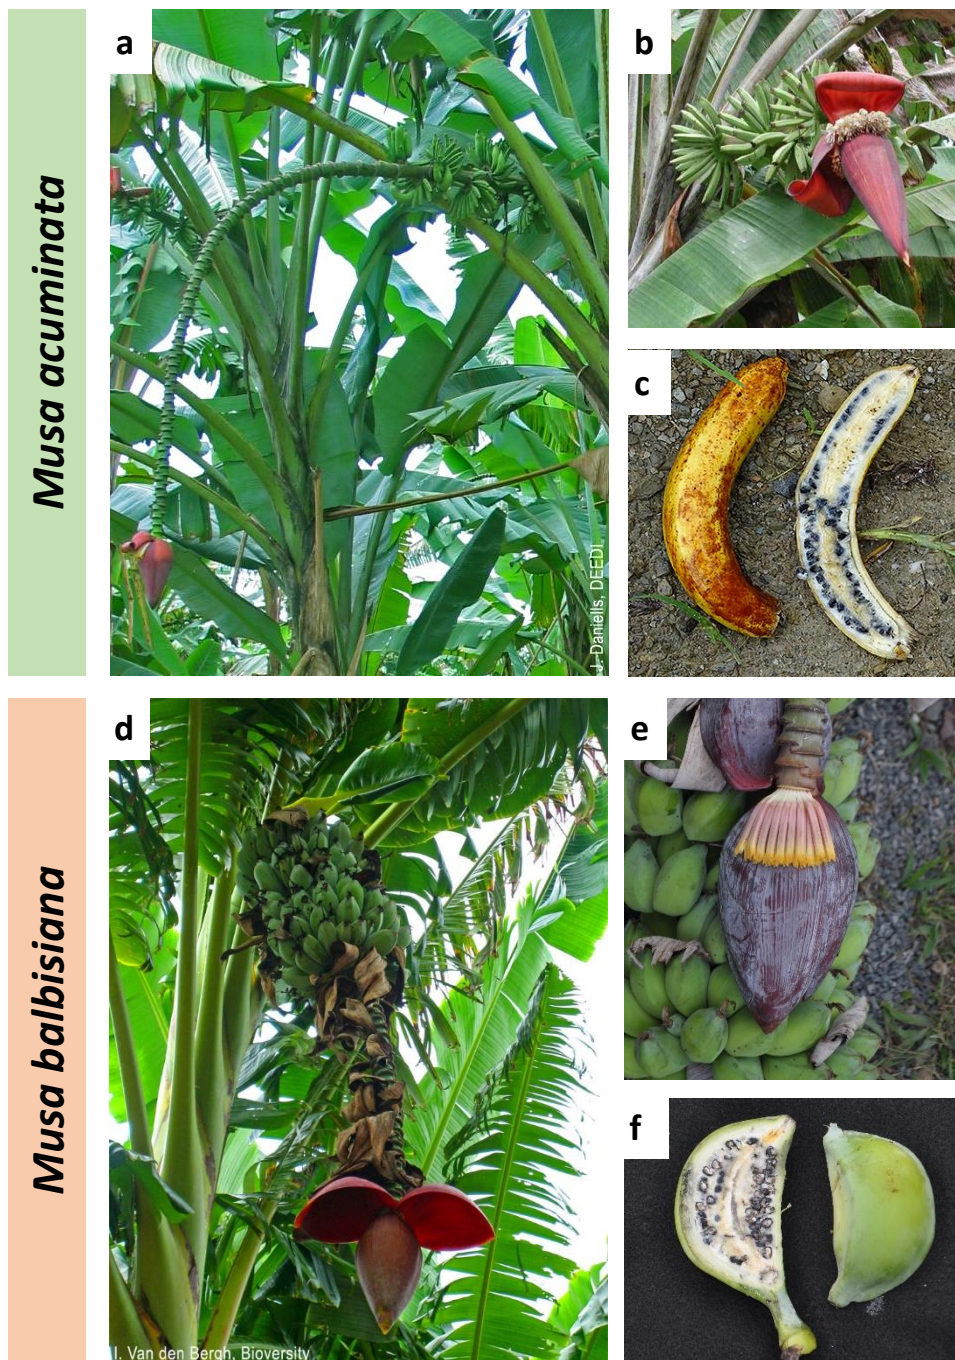 Musa acuminata
a
b
c
J. Daniells, DEEDI
Musa balbisiana
d
e
f
I. Van den Bergh, Bioversity